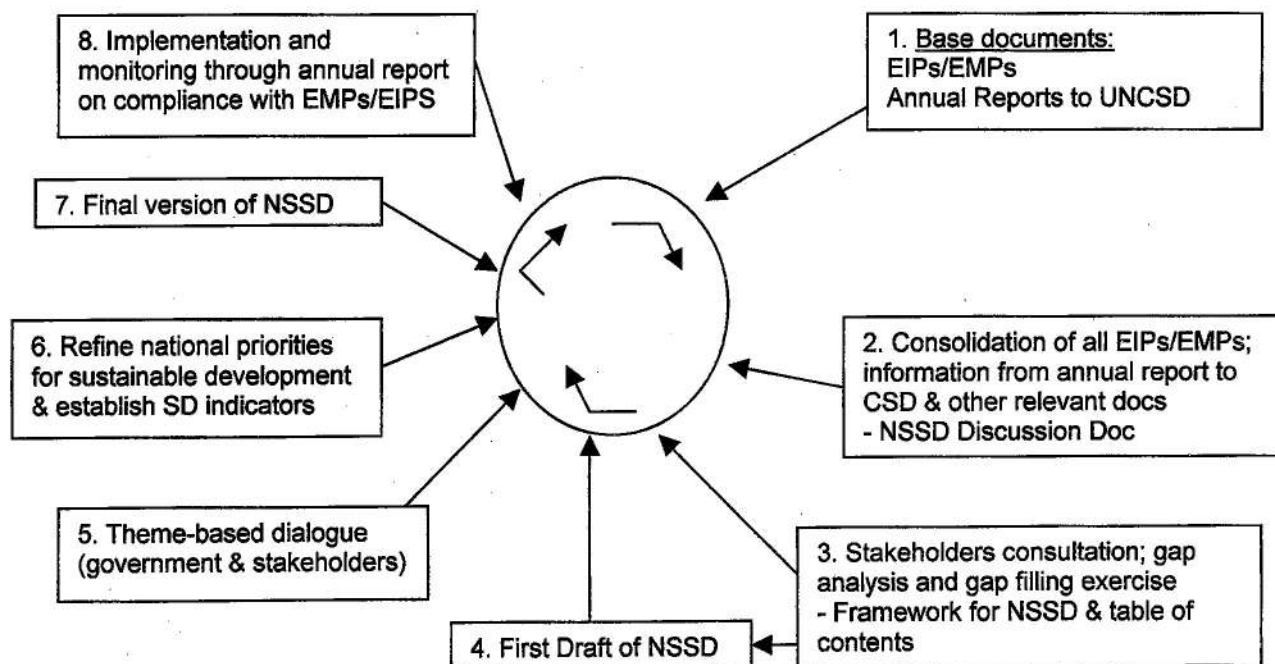 8. Implementation and
monitoring through annual report
on compliance with EMPs/EIPS
1. Base documents:
EIPs/EMPs
Annual Reports to UNCSD
7. Final version of NSSD
6. Refine national priorities
for sustainable development
& establish SD indicators
2. Consolidation of all EIPs/EMPs;
information from annual report to
CSD & other relevant docs
- NSSD Discussion Doc
5. Theme-based dialogue
(government & stakeholders)
3. Stakeholders consultation; gap
analysis and gap filling exercise
- Framework for NSSD & table of
contents
4. First Draft of NSSD